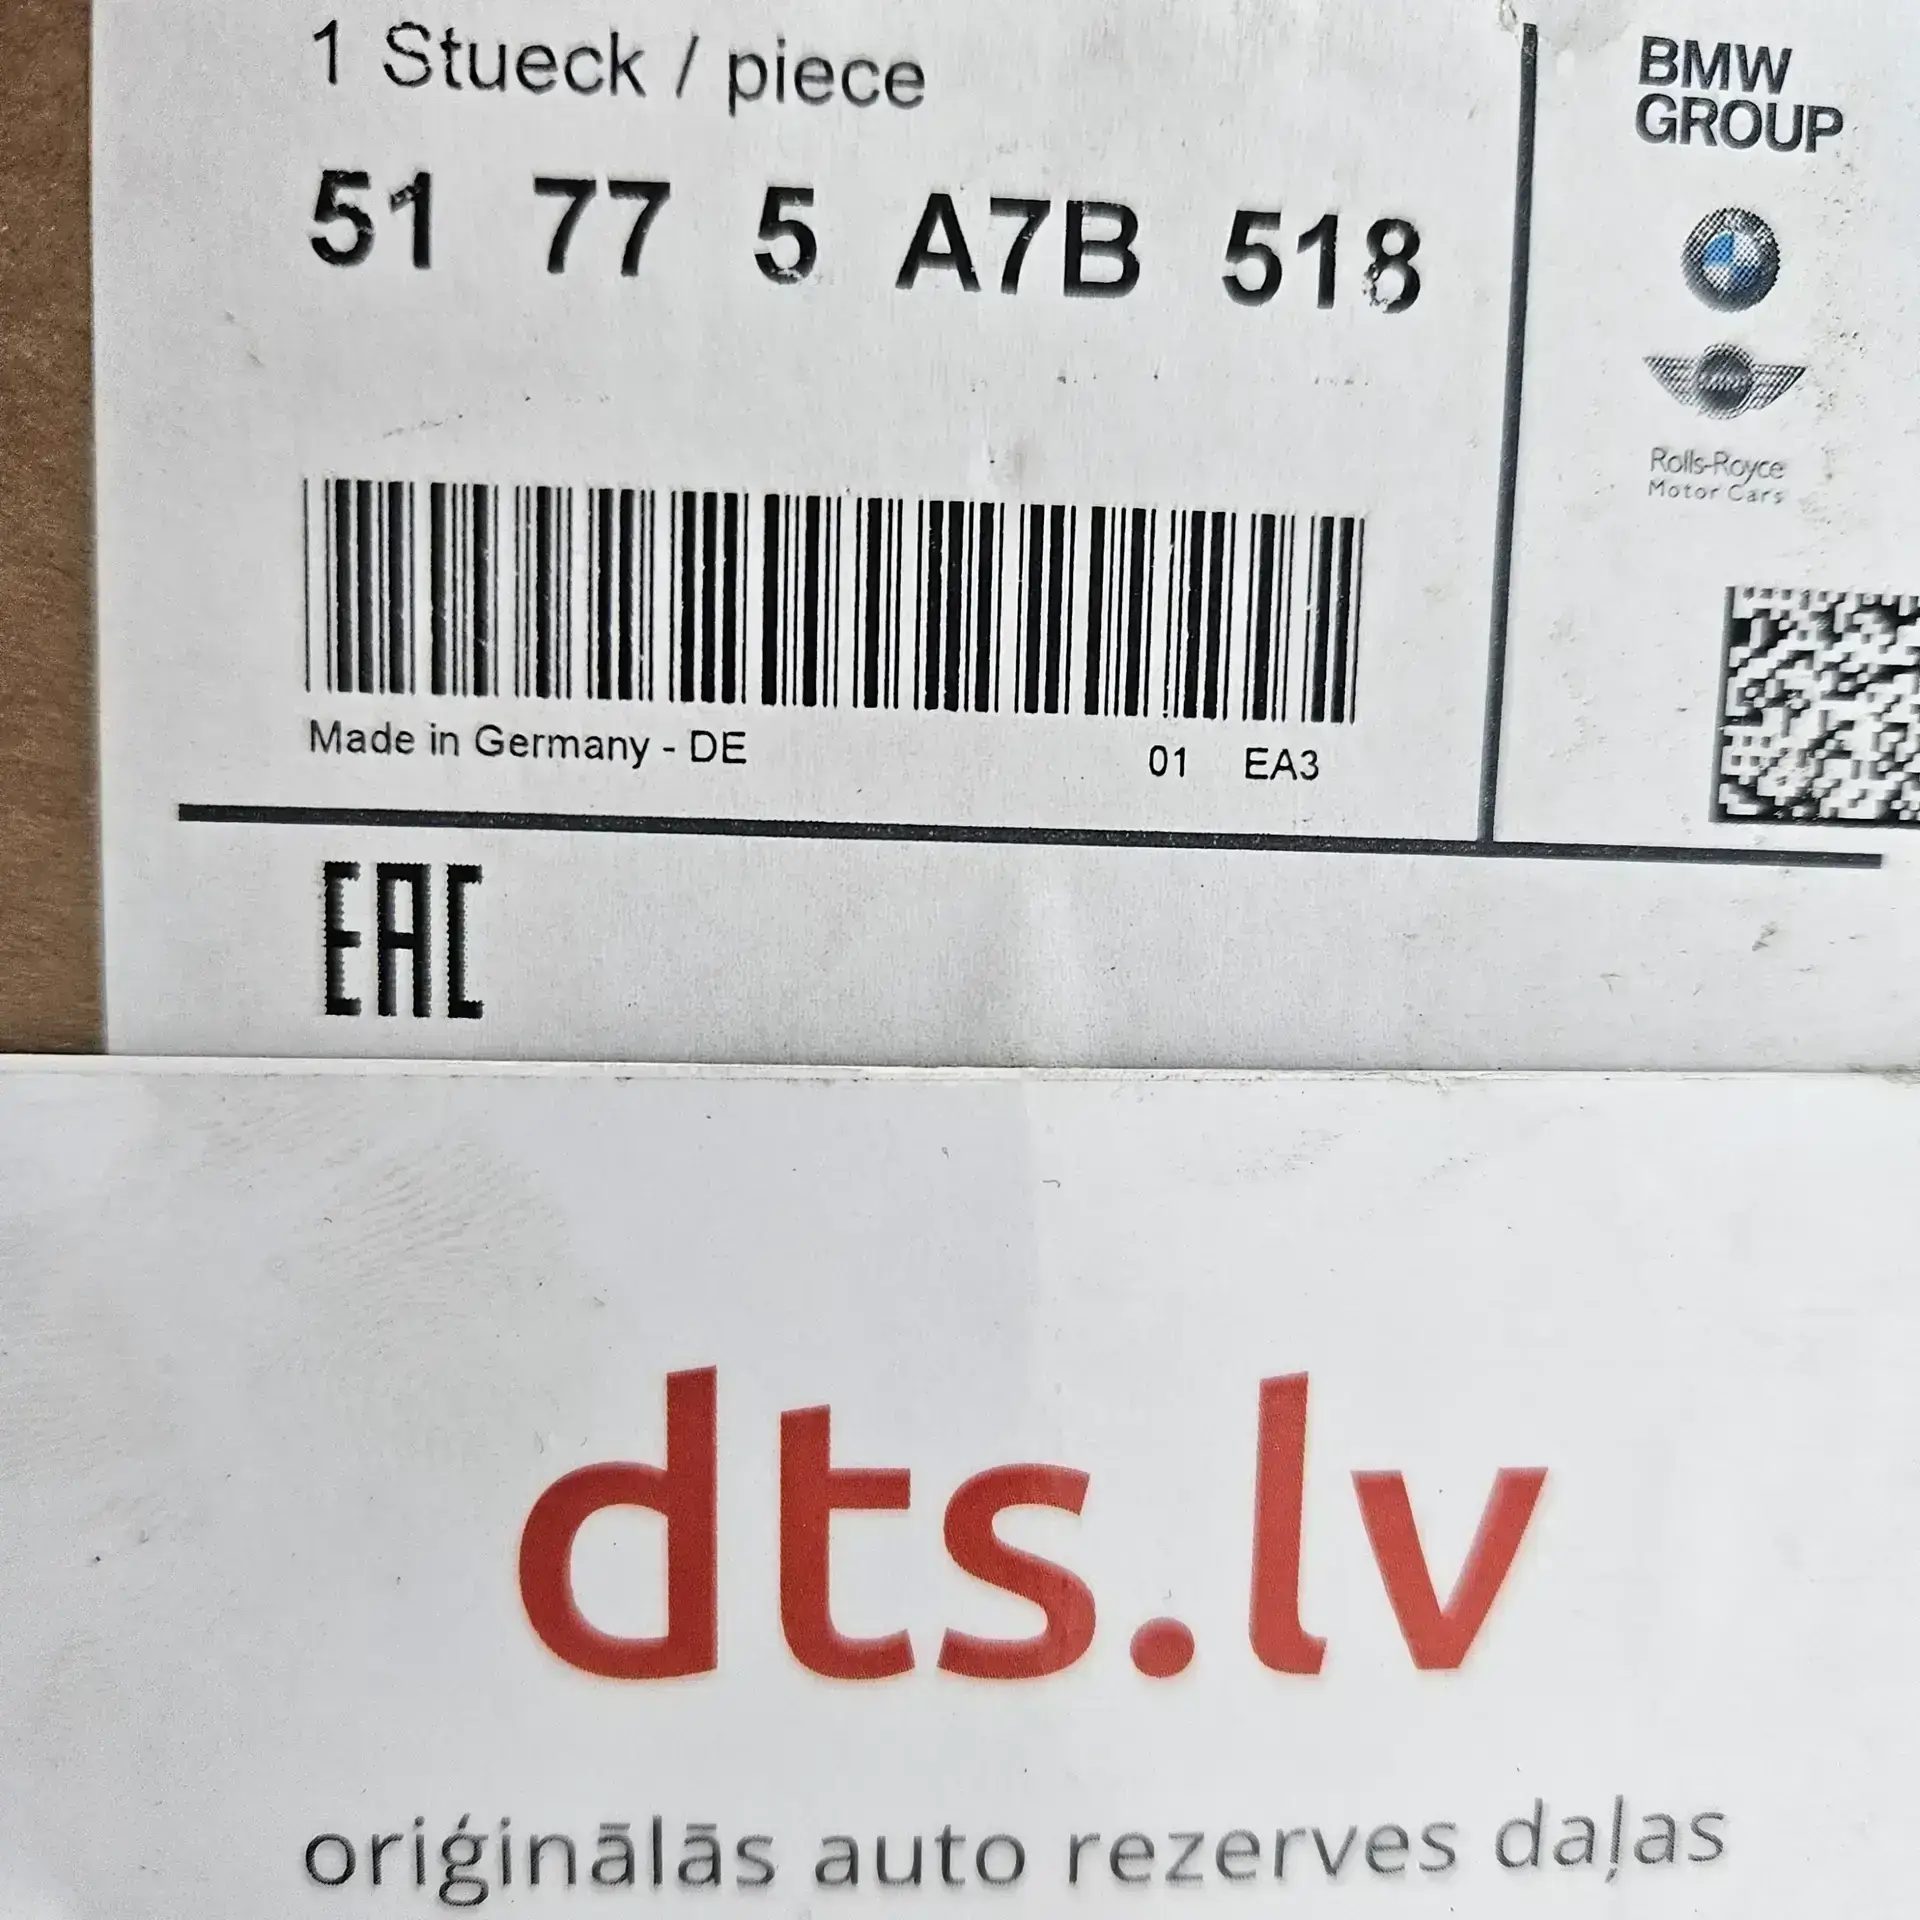 1 Stueck / piece
51 77 5 A7B 518
Made in Germany - DE 01 EA3
EAC
BMW
GROUP
Rolls-Royce
Motor Cars
dts.lv
oriģinālās auto rezerves daļas